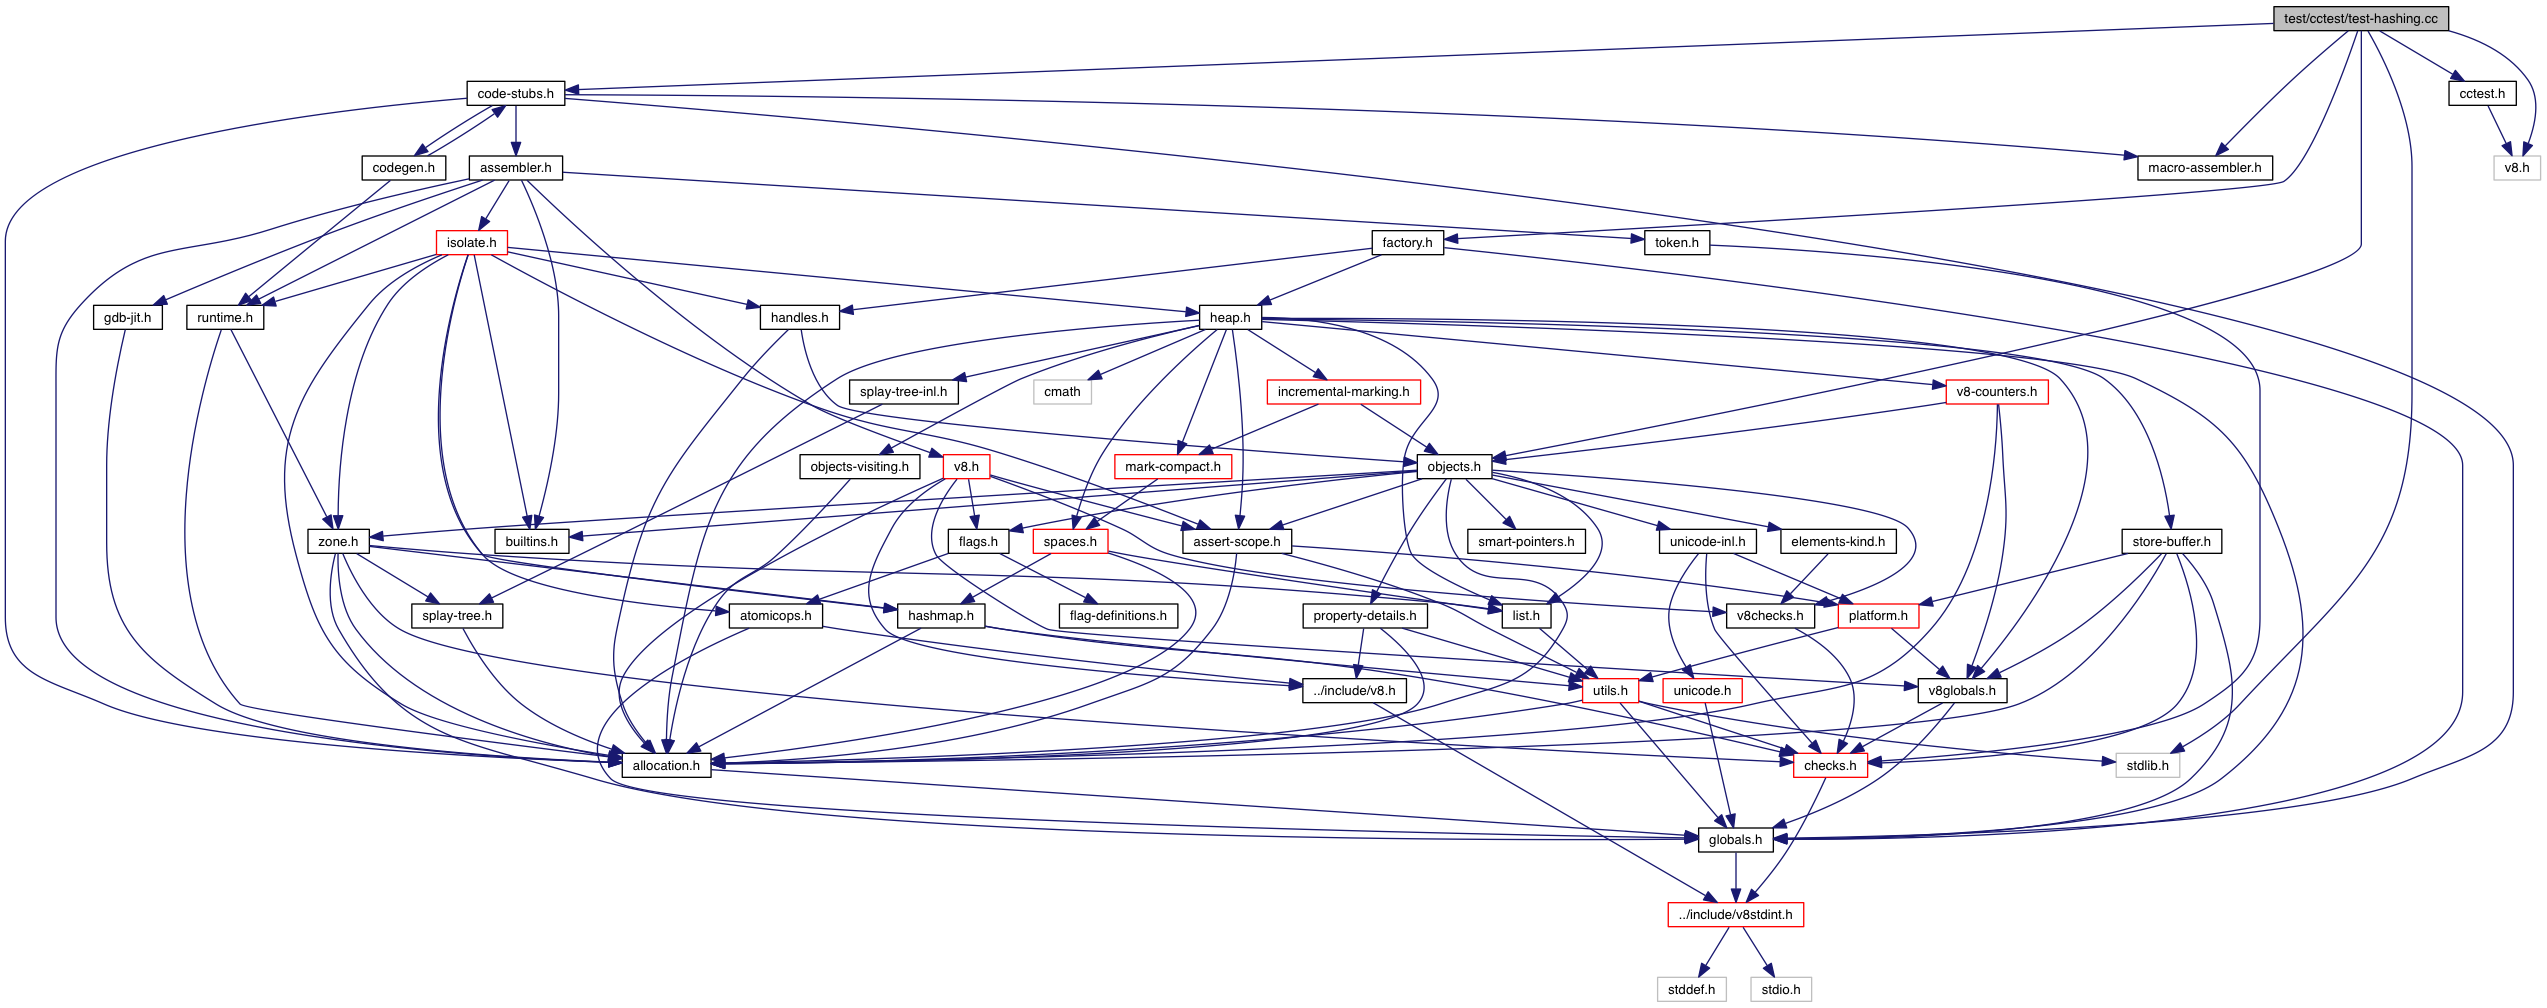 test/cctest/test-hashing.cc
code-stubs.h
cctest.h
codegen.h
assembler.h
macro-assembler.h
v8.h
isolate.h
factory.h
token.h
gdb-jit.h
runtime.h
handles.h
heap.h
splay-tree-inl.h
cmath
incremental-marking.h
v8-counters.h
objects-visiting.h
v8.h
mark-compact.h
objects.h
zone.h
builtins.h
flags.h
spaces.h
assert-scope.h
smart-pointers.h
unicode-inl.h
elements-kind.h
store-buffer.h
splay-tree.h
atomicops.h
hashmap.h
flag-definitions.h
property-details.h
list.h
v8checks.h
platform.h
../include/v8.h
utils.h
unicode.h
v8globals.h
allocation.h
checks.h
stdlib.h
globals.h
../include/v8stdint.h
stddef.h
stdio.h